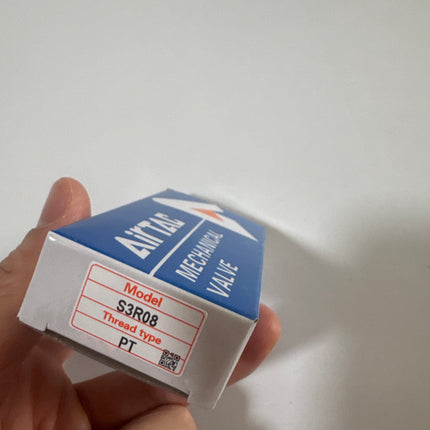 AirTAC
MECHANICAL
VALVE
Model
S3R08
Thread type
PT